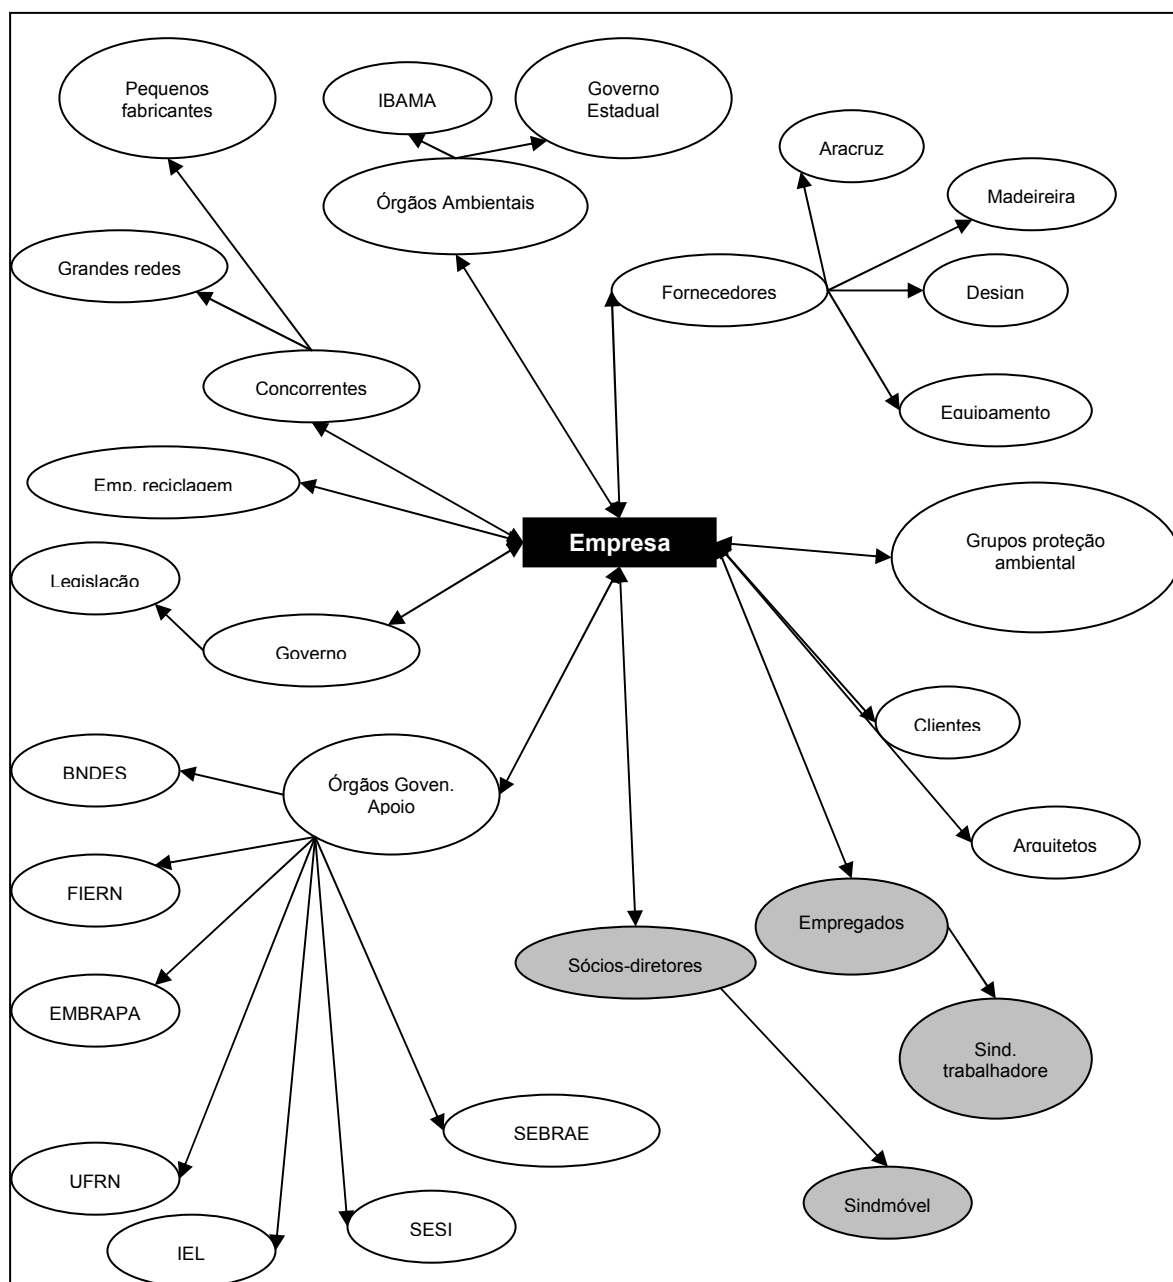 Pequenos
fabricantes
IBAMA
Governo
Estadual
Aracruz
Órgãos Ambientais
Madeireira
Grandes redes
Fornecedores
Design
Concorrentes
Equipamento
Emp. reciclagem
Empresa
Grupos proteção
ambiental
Legislação
Governo
Clientes
BNDES
Órgãos Goven.
Apoio
Arquitetos
FIERN
Empregados
Sócios-diretores
EMBRAPA
Sind.
trabalhadore
SEBRAE
UFRN
Sindmóvel
SESI
IEL